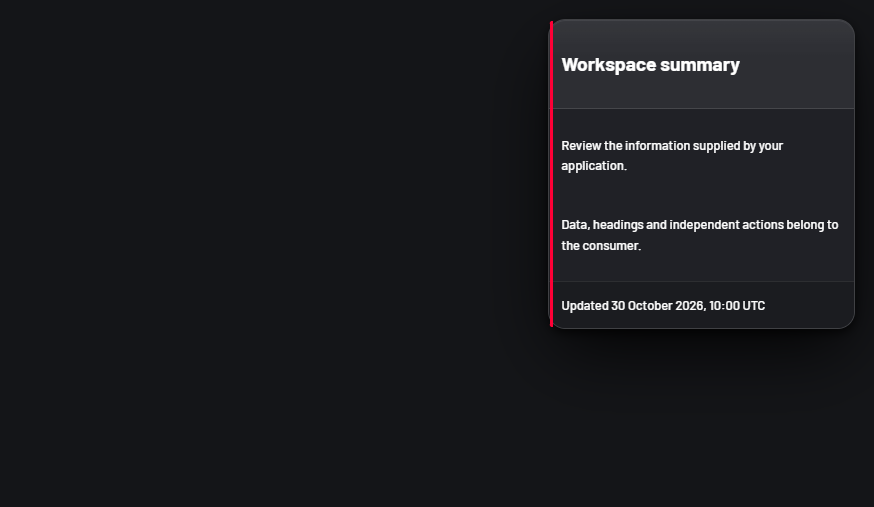 Workspace summary
Review the information supplied by your
application.
Data, headings and independent actions belong to
the consumer.
Updated 30 October 2026, 10:00 UTC